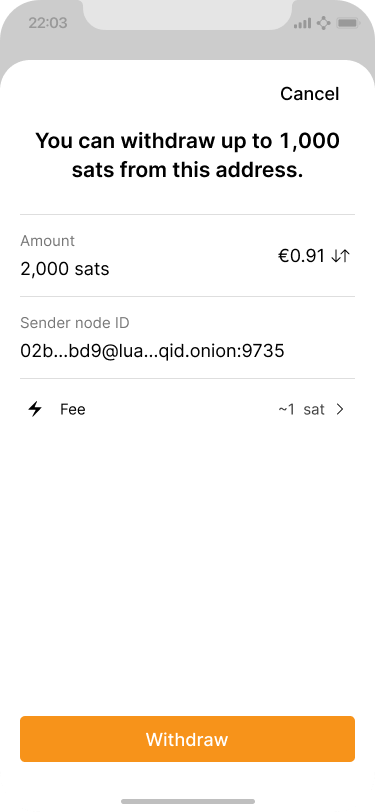 22:03
Cancel
You can withdraw up to 1,000
sats from this address.
Amount
2,000 sats
€0.91
Sender node ID
02b...bd9@lua...qid.onion:9735
Fee
~1 sat
Withdraw